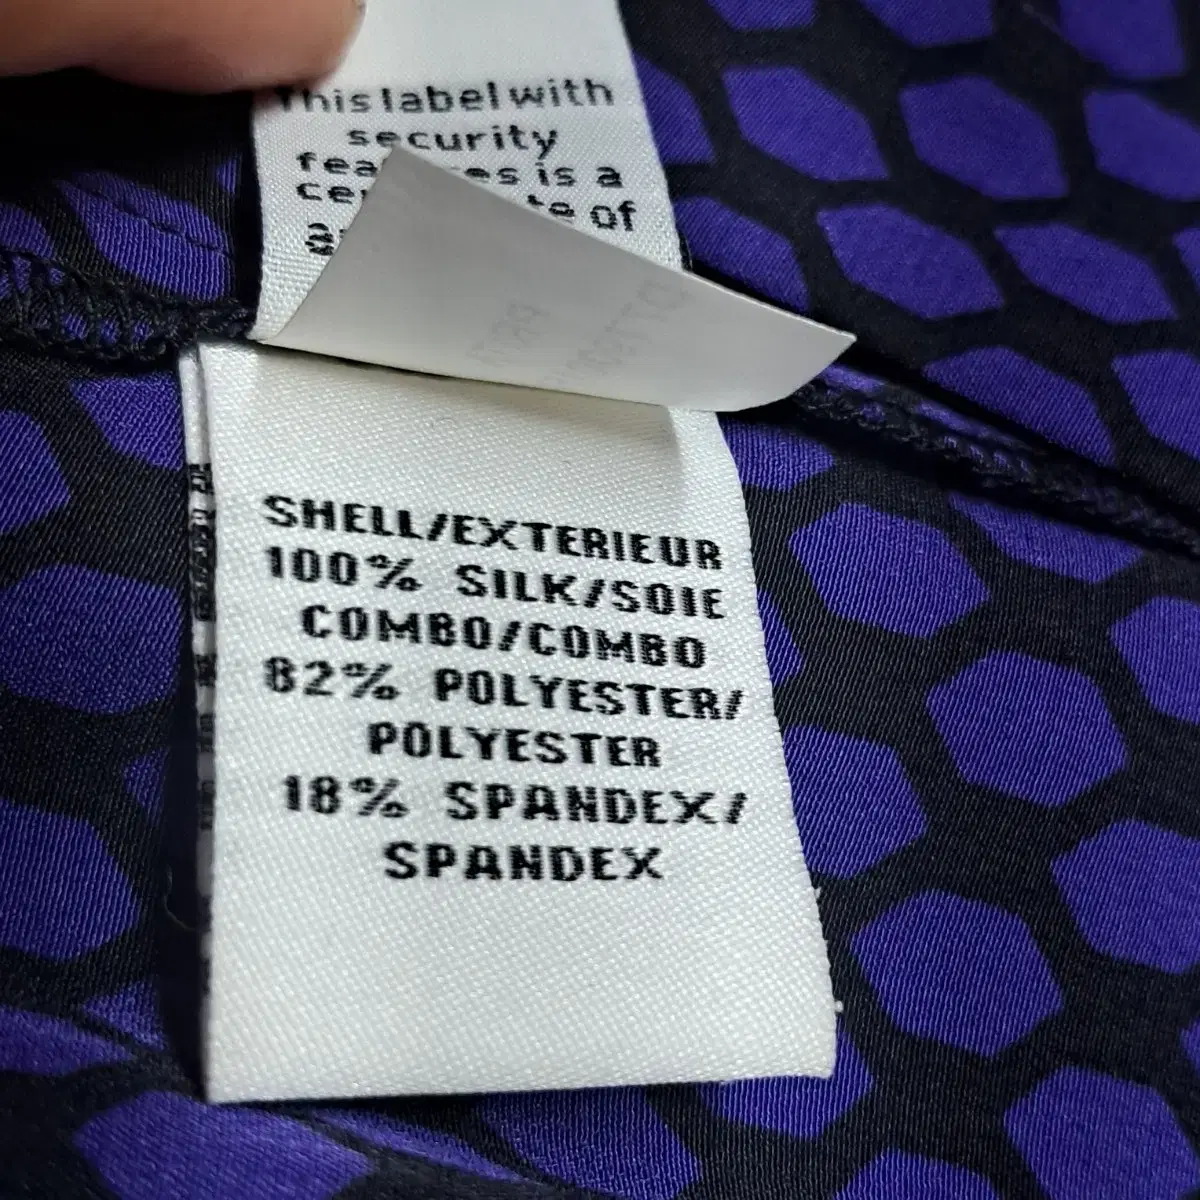 This label with
security
is a
of
SHELL/EXTERIEUR
100% SILK/SOIE
COMBO/COMBO
82% POLYESTER/
POLYESTER
18% SPANDEX/
SPANDEX